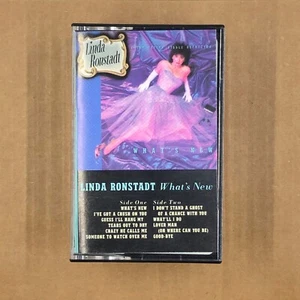 Linda
Ronstadt
WHAT'S NEW
LINDA RONSTADT What's New
Side One
WHAT'S NEW
I'VE GOT A CRUSH ON YOU
GUESS I'LL HANG MY
TEARS OUT TO DRY
CRAZY HE CALLS ME
SOMEONE TO WATCH OVER ME
Side Two
I DON'T STAND A GHOST
OF A CHANCE WITH YOU
WHAT'LL I DO
LOVER MAN
(OH WHERE CAN YOU BE)
GOOD-BYE